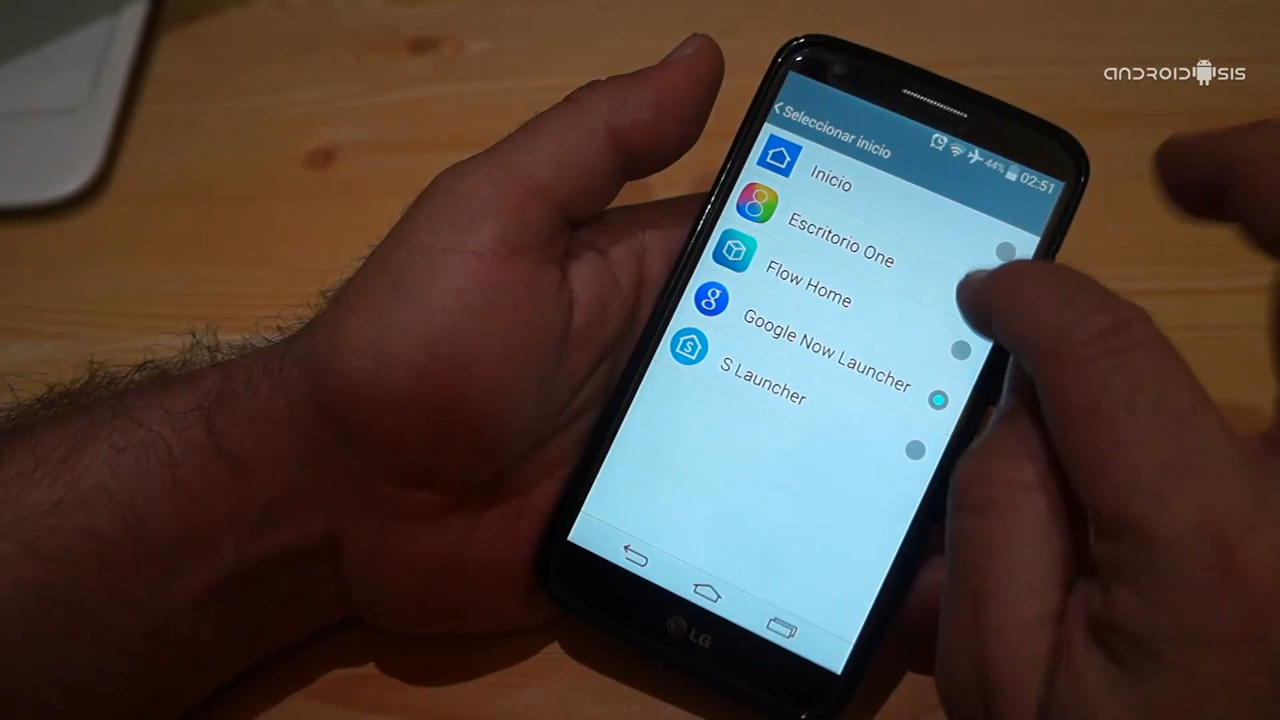 ANDROIDSIS
Seleccionar inicio
44% 02:51
Inicio
Escritorio One
Flow Home
Google Now Launcher
S Launcher
LG